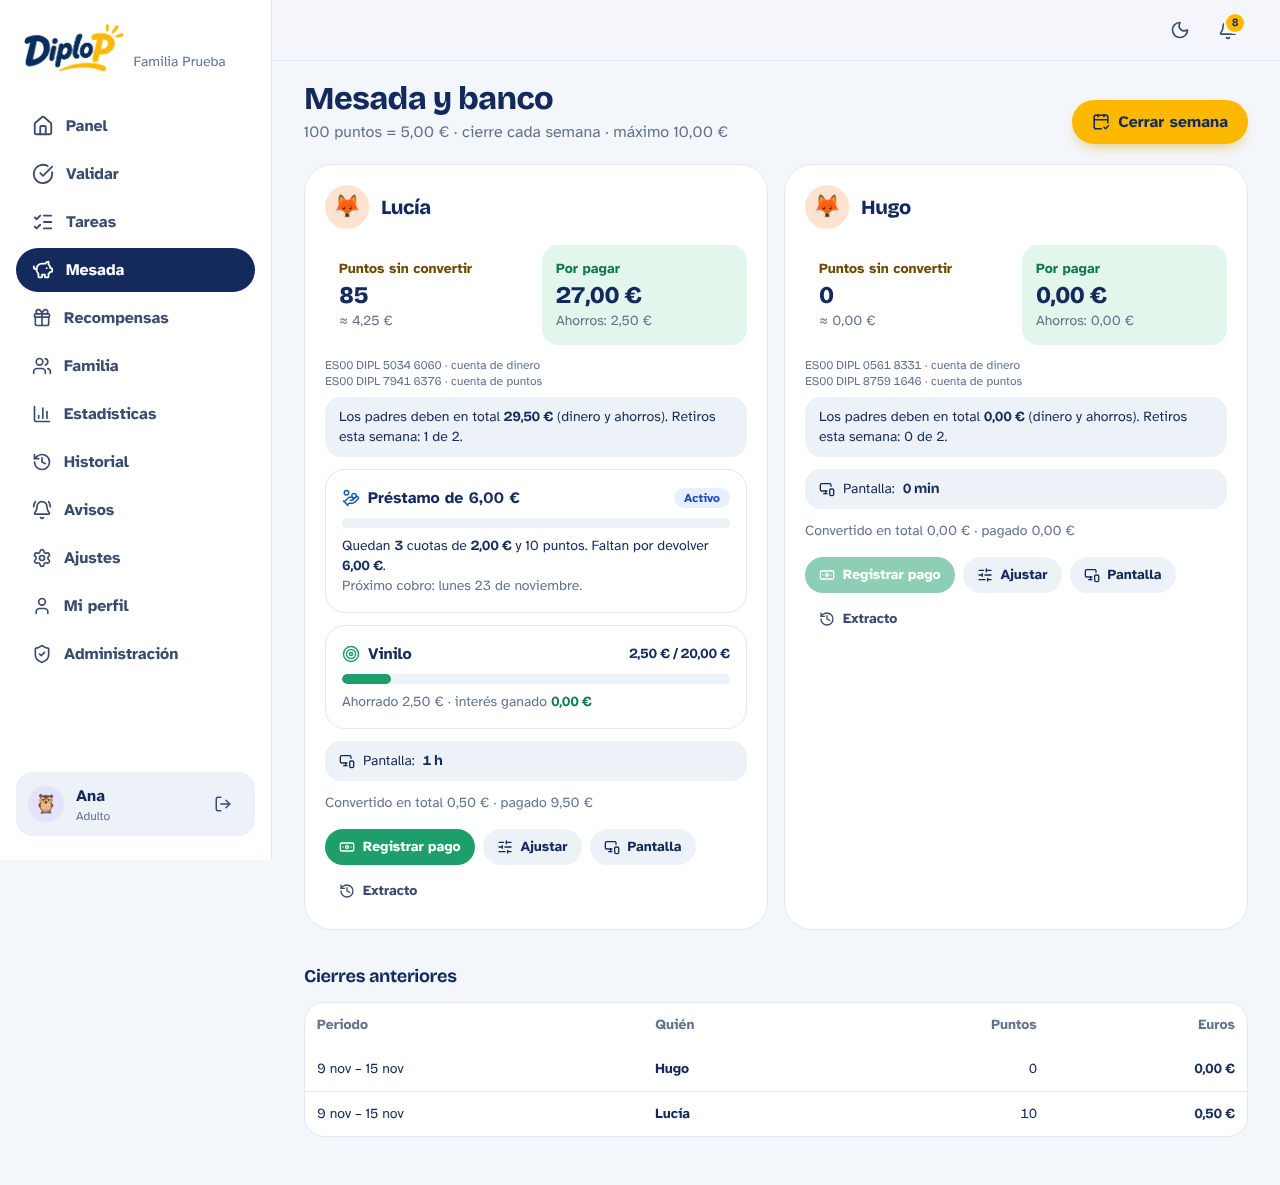 DiploP
Familia Prueba
8
Panel
Validar
Tareas
Mesada
Recompensas
Familia
Estadísticas
Historial
Avisos
Ajustes
Mi perfil
Administración
Ana
Adulto
Mesada y banco
100 puntos = 5,00 € · cierre cada semana · máximo 10,00 €
Cerrar semana
Lucía
Puntos sin convertir
85
≈ 4,25 €
Por pagar
27,00 €
Ahorros: 2,50 €
ES00 DIPL 5034 6060 · cuenta de dinero
ES00 DIPL 7941 6376 · cuenta de puntos
Los padres deben en total 29,50 € (dinero y ahorros). Retiros
esta semana: 1 de 2.
Préstamo de 6,00 €
Activo
Quedan 3 cuotas de 2,00 € y 10 puntos. Faltan por devolver
6,00 €.
Próximo cobro: lunes 23 de noviembre.
Vinilo
2,50 € / 20,00 €
Ahorrado 2,50 € · interés ganado 0,00 €
Pantalla: 1 h
Convertido en total 0,50 € · pagado 9,50 €
Registrar pago
Ajustar
Pantalla
Extracto
Hugo
Puntos sin convertir
0
≈ 0,00 €
Por pagar
0,00 €
Ahorros: 0,00 €
ES00 DIPL 0561 8331 · cuenta de dinero
ES00 DIPL 8759 1646 · cuenta de puntos
Los padres deben en total 0,00 € (dinero y ahorros). Retiros
esta semana: 0 de 2.
Pantalla: 0 min
Convertido en total 0,00 € · pagado 0,00 €
Registrar pago
Ajustar
Pantalla
Extracto
Cierres anteriores
Periodo Quién Puntos Euros
9 nov – 15 nov Hugo 0 0,00 €
9 nov – 15 nov Lucía 10 0,50 €